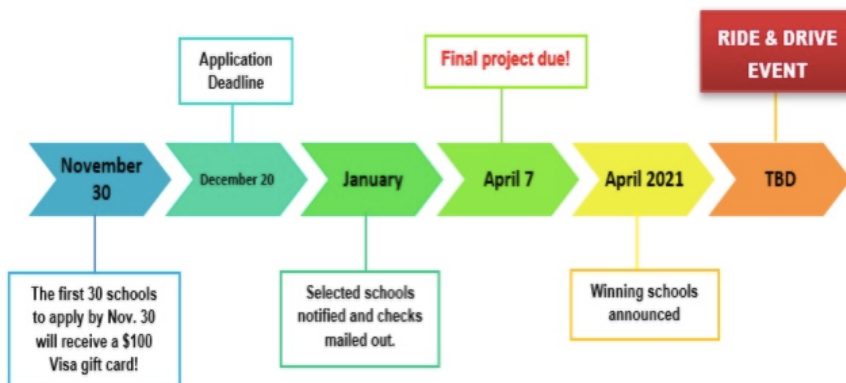 Application
Deadline
Final project due!
RIDE & DRIVE
EVENT
November
30
December 20
January
April 7
April 2021
TBD
The first 30 schools
to apply by Nov. 30
will receive a $100
Visa gift card!
Selected schools
notified and checks
mailed out.
Winning schools
announced